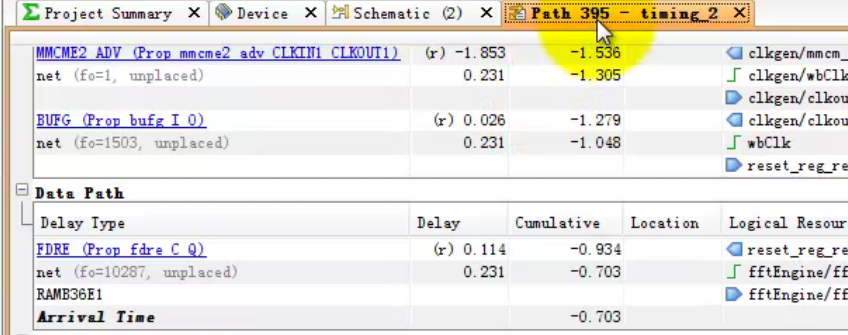 Project Summary × Device × Schematic (2) × Path 395 - timing_2 ×
MMCME2 ADV (Prop mmcme2 adv CLKIN1 CLKOUT1) (r) -1.853 -1.536 clkgen/mmcm_
net (fo=1, unplaced) 0.231 -1.305 clkgen/wbClk
clkgen/clkou
BUFG (Prop bufg I O) (r) 0.026 -1.279 clkgen/clkou
net (fo=1503, unplaced) 0.231 -1.048 wbClk
reset_reg_re
Data Path
Delay Type Delay Cumulative Location Logical Resour
FDRE (Prop fdre C Q) (r) 0.114 -0.934 reset_reg_re
net (fo=10287, unplaced) 0.231 -0.703 fftEngine/ff
RAMB36E1 fftEngine/ff
Arrival Time -0.703